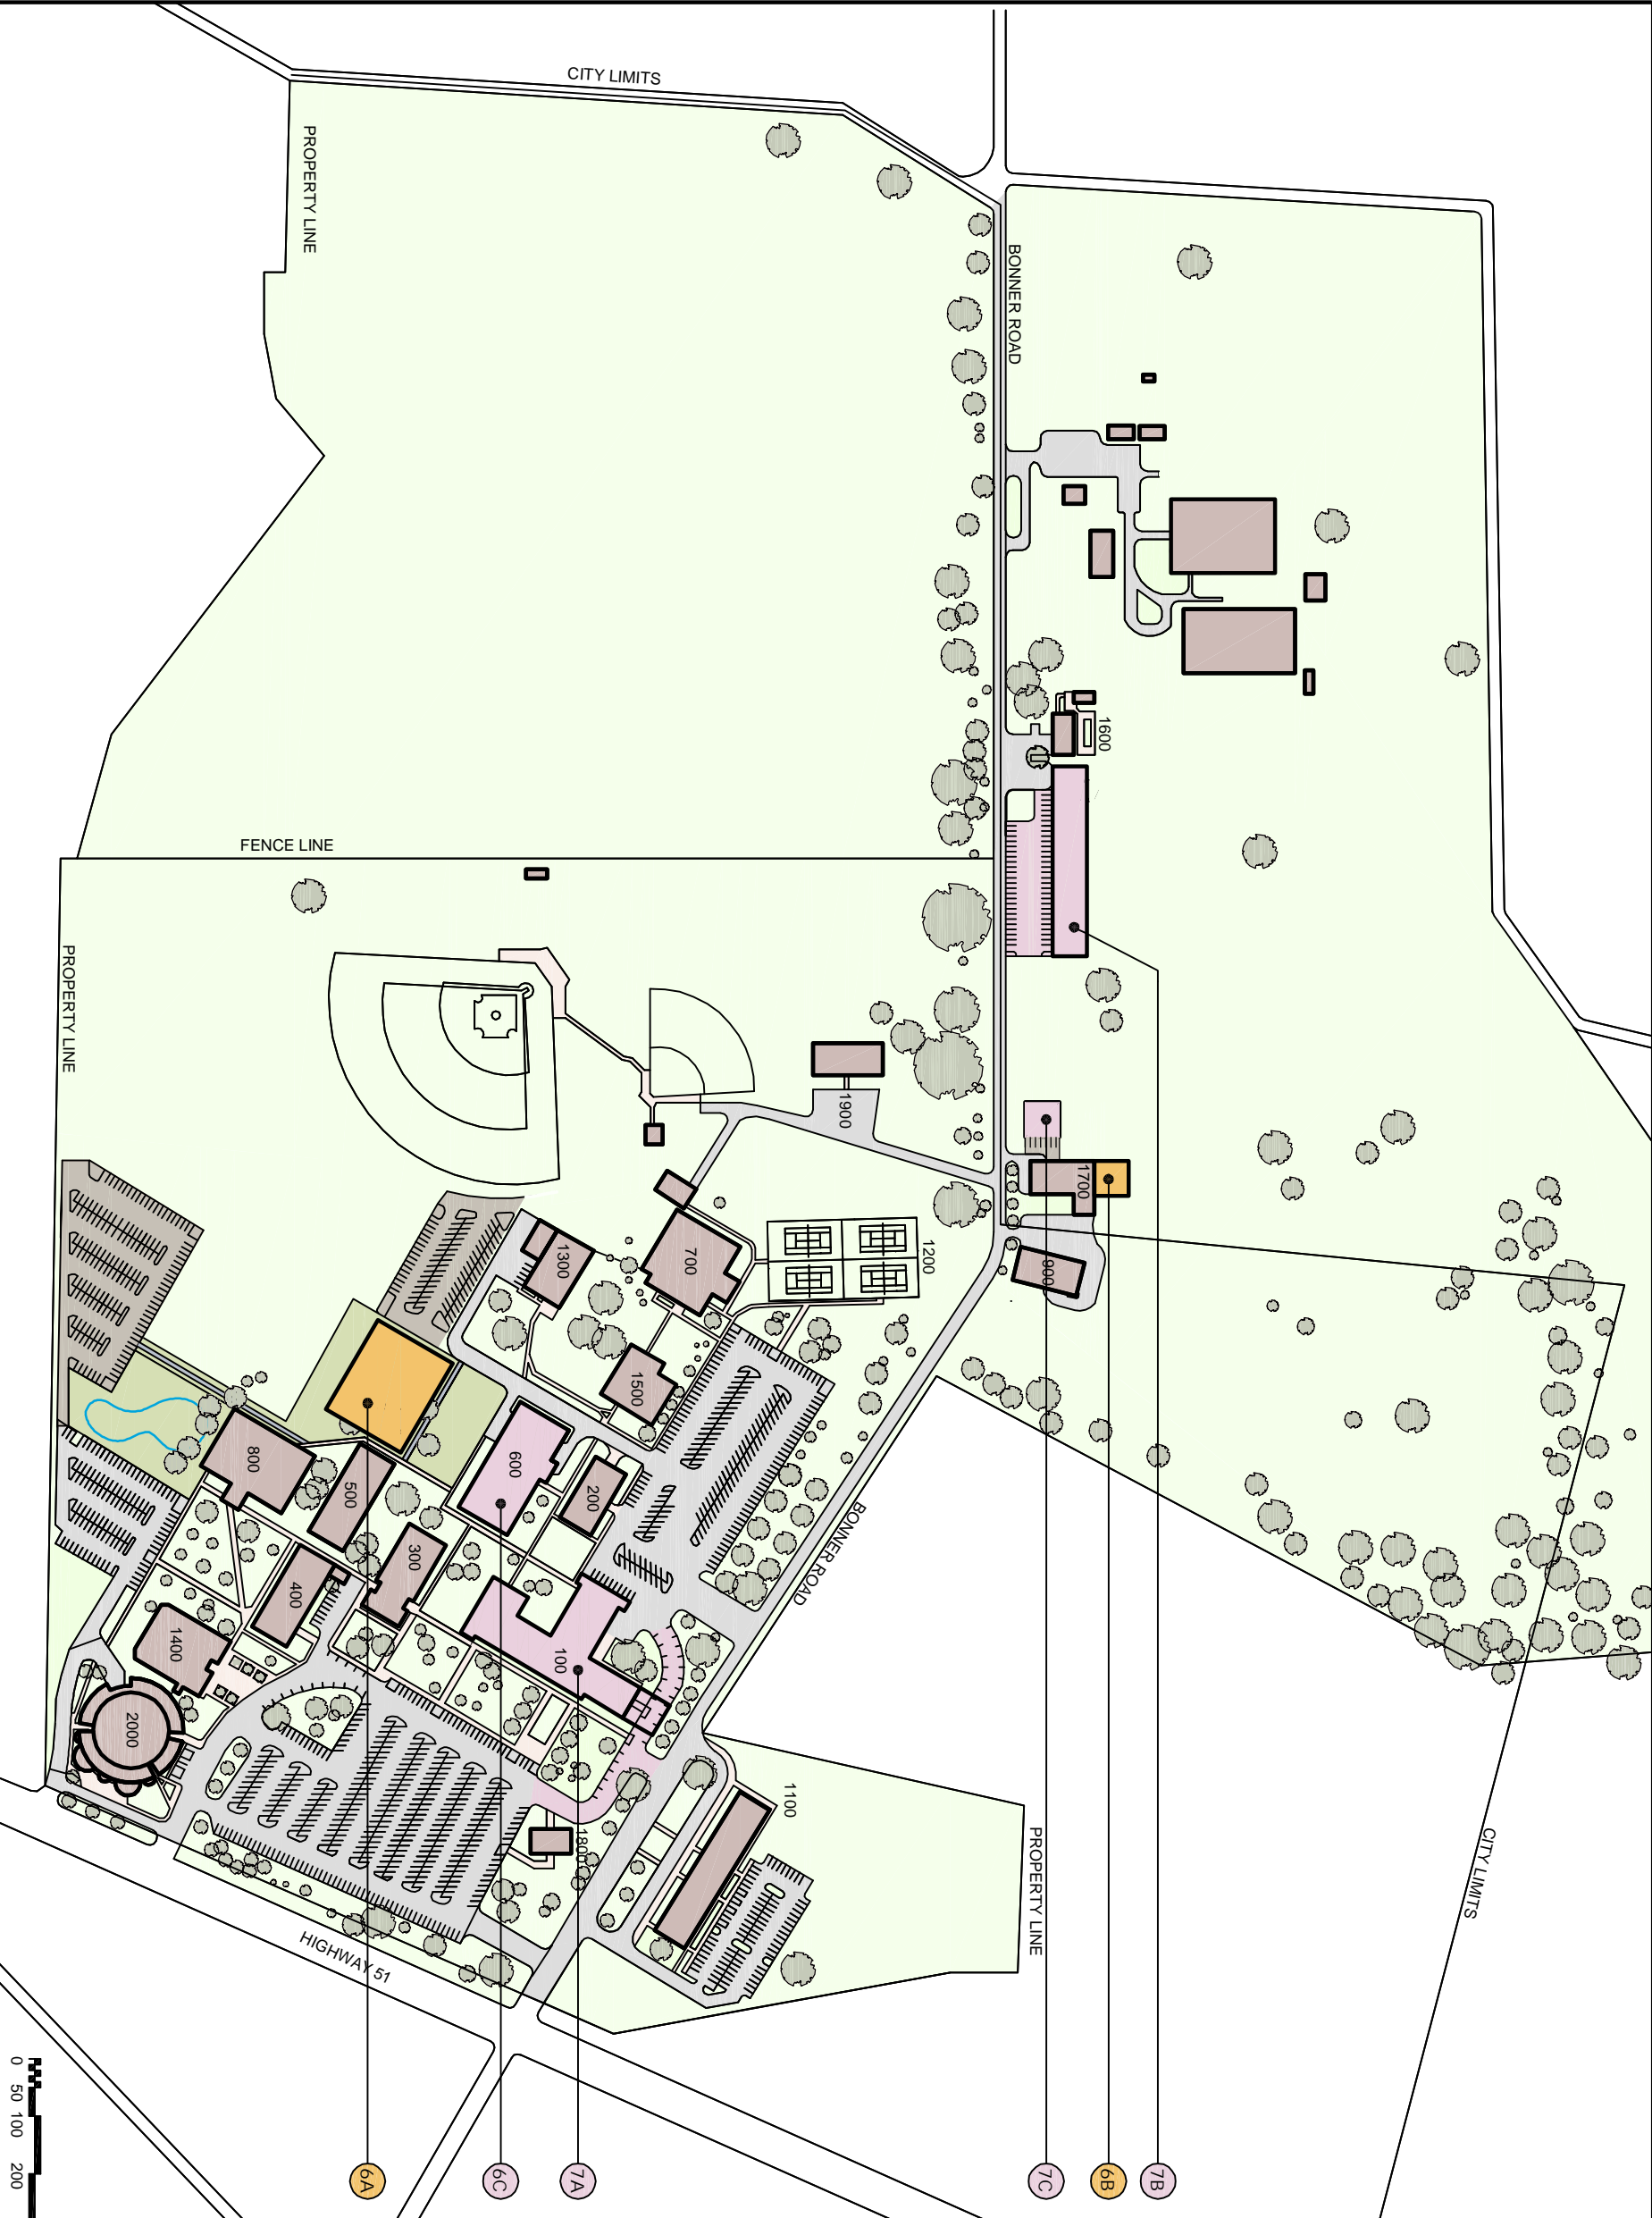 CITY LIMITS
PROPERTY LINE
BONNER ROAD
1600
FENCE LINE
PROPERTY LINE
1900
1700
900
1200
700
1300
1500
600
200
800
500
300
400
100
1400
2000
BONNER ROAD
1100
1800
PROPERTY LINE
CITY LIMITS
HIGHWAY 51
0 50 100 200
6A
6C
7A
7C
6B
7B